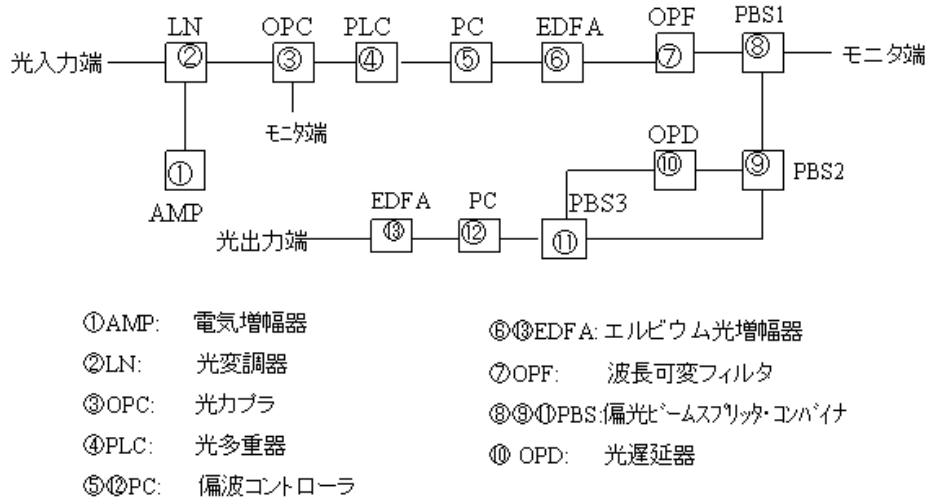 LN OPC PLC PC EDFA OPF PBS1
光入力端 ② ③ ④ ⑤ ⑥ ⑦ ⑧ モニタ端
モニタ端
OPD
① ⑩ ⑨ PBS2
AMP
EDFA PC PBS3
光出力端 ⑬ ⑫ ⑪
①AMP: 電気増幅器
②LN: 光変調器
③OPC: 光カプラ
④PLC: 光多重器
⑤⑫PC: 偏波コントローラ
⑥⑬EDFA: エルビウム光増幅器
⑦OPF: 波長可変フィルタ
⑧⑨⑪PBS:偏光ビームスプリッタ・コンバイナ
⑩ OPD: 光遅延器